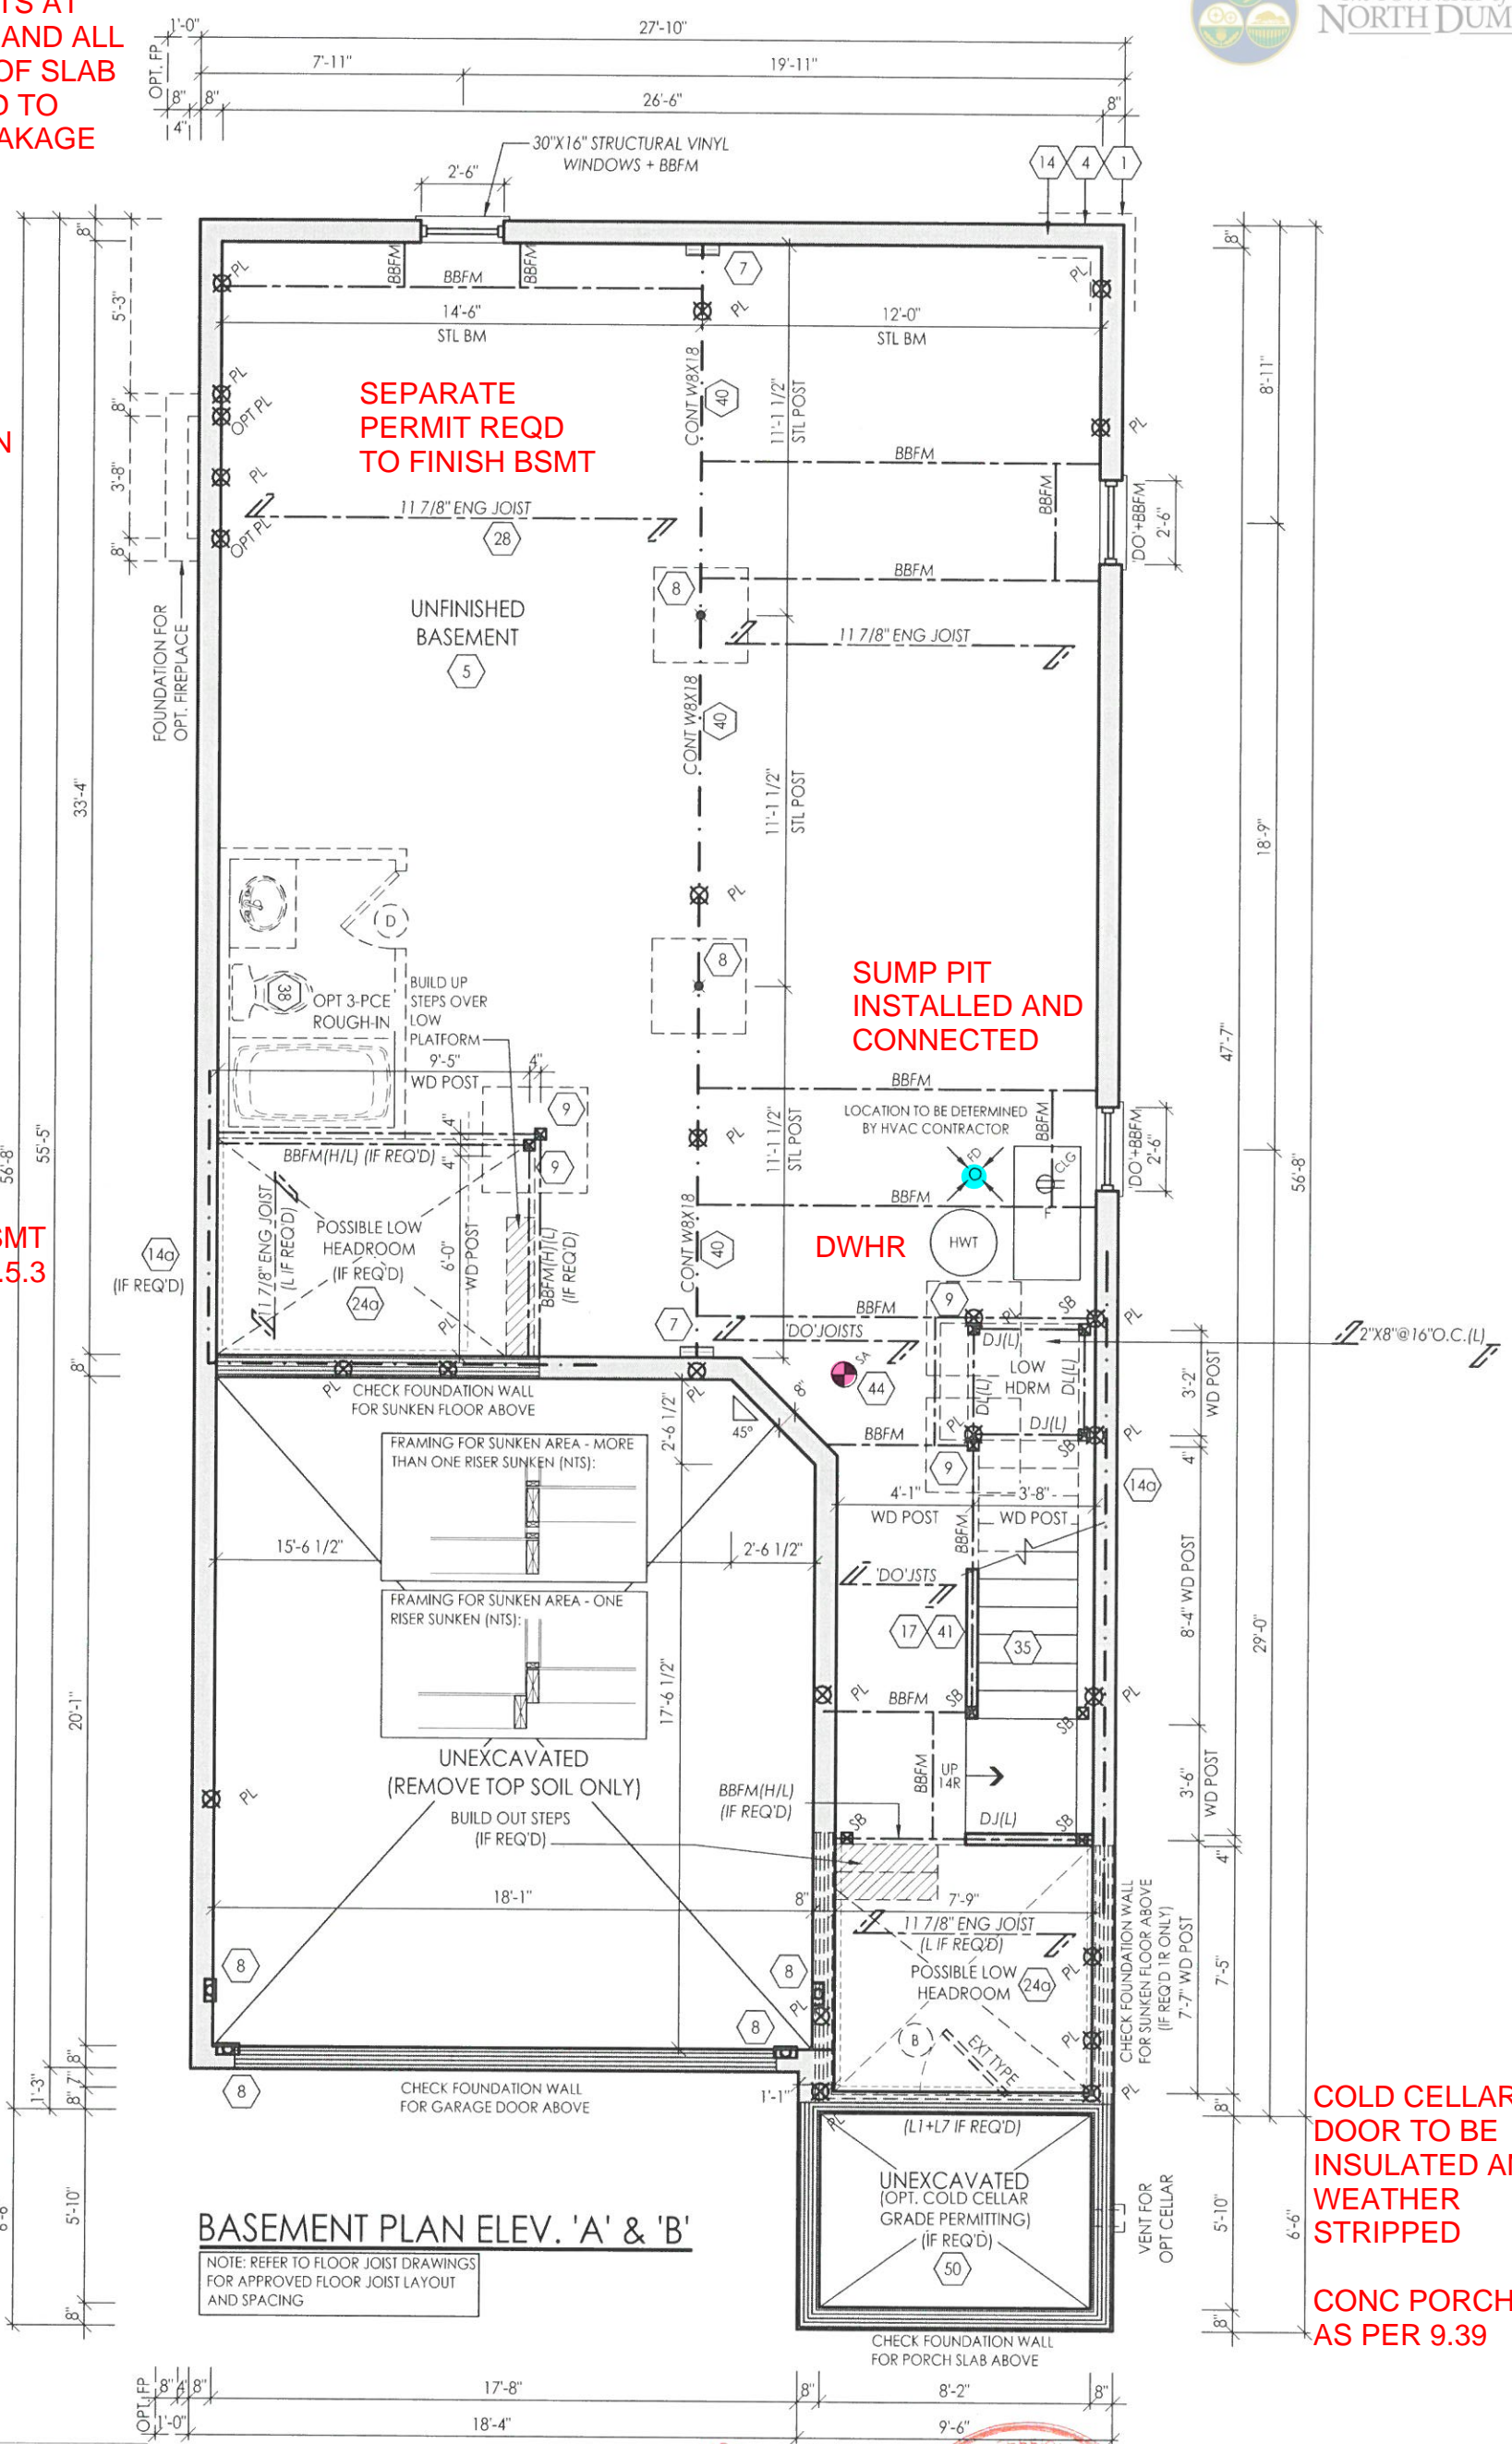 TS AT
AND ALL
OF SLAB
D TO
AKAGE
NORTH DUM
1'-0"
27'-10"
OPT. FP
7'-11"
19'-11"
8"
8"
26'-6"
8"
4"
30"X16" STRUCTURAL VINYL
WINDOWS + BBFM
2'-6"
14
4
1
8"
8"
BBFM
BBFM
BBFM
7
PL
PL
PL
5'-3"
14'-6"
STL BM
12'-0"
STL BM
CONT W8X18
40
11'-1 1/2"
STL POST
8'-11"
PL
8"
OPT PL
SEPARATE
PERMIT REQD
TO FINISH BSMT
N
PL
BBFM
PL
3'-8"
11 7/8" ENG JOIST
28
BBFM
'DO'+BBFM
2'-6"
OPT PL
8"
BBFM
FOUNDATION FOR
OPT. FIREPLACE
UNFINISHED
BASEMENT
5
8
11 7/8" ENG JOIST
CONT W8X18
40
33'-4"
11'-1 1/2"
STL POST
18'-9"
PL
D
38
OPT 3-PCE
ROUGH-IN
BUILD UP
STEPS OVER
LOW
PLATFORM
8
SUMP PIT
INSTALLED AND
CONNECTED
47'-7"
9'-5"
WD POST
4"
BBFM
LOCATION TO BE DETERMINED
BY HVAC CONTRACTOR
BBFM
9
4"
4"
9
PL
11'-1 1/2"
STL POST
FD
CLG
F
'DO'+BBFM
2'-6"
56'-8"
55'-5"
56'-8"
BBFM(H/L) (IF REQ'D)
11 7/8" ENG JOIST
(L IF REQ'D)
POSSIBLE LOW
HEADROOM
(IF REQ'D)
24a
6'-0"
WD POST
BBFM(H)(L)
(IF REQ'D)
PL
BBFM
CONT W8X18
40
DWHR
HWT
SMT
.5.3
14a
(IF REQ'D)
7
BBFM
9
PL
SB
PL
'DO'JOISTS
DJ(L)
2"X8"@16"O.C.(L)
LOW
HDRM
DL(L)
DL(L)
3'-2"
WD POST
8"
PL
PL
CHECK FOUNDATION WALL
FOR SUNKEN FLOOR ABOVE
SA
44
8"
45°
2'-6 1/2"
BBFM
PL
DJ(L)
SB
PL
4"
FRAMING FOR SUNKEN AREA - MORE
THAN ONE RISER SUNKEN (NTS):
9
4'-1"
WD POST
3'-8"
WD POST
14a
15'-6 1/2"
2'-6 1/2"
BBFM
'DO'JSTS
8'-4" WD POST
FRAMING FOR SUNKEN AREA - ONE
RISER SUNKEN (NTS):
17
41
35
29'-0"
17'-6 1/2"
20'-1"
PL
BBFM
SB
PL
SB
UNEXCAVATED
(REMOVE TOP SOIL ONLY)
BBFM
UP
14R
3'-6"
WD POST
PL
BUILD OUT STEPS
(IF REQ'D)
BBFM(H/L)
(IF REQ'D)
SB
DJ(L)
SB
4"
18'-1"
8"
7'-9"
11 7/8" ENG JOIST
(L IF REQ'D)
POSSIBLE LOW
HEADROOM
24a
PL
CHECK FOUNDATION WALL
FOR SUNKEN FLOOR ABOVE
(IF REQ'D 1R ONLY)
7'-7" WD POST
7'-5"
8
8
8
PL
B
EXT TYPE
PL
8"
7"
8"
1'-3"
8
CHECK FOUNDATION WALL
FOR GARAGE DOOR ABOVE
1'-1"
PL
PL
8"
(L1+L7 IF REQ'D)
COLD CELLAR
DOOR TO BE
INSULATED A
WEATHER
STRIPPED
UNEXCAVATED
(OPT. COLD CELLAR
GRADE PERMITTING)
(IF REQ'D)
50
VENT FOR
OPT CELLAR
5'-10"
6'-6"
5'-10"
BASEMENT PLAN ELEV. 'A' & 'B'
NOTE: REFER TO FLOOR JOIST DRAWINGS
FOR APPROVED FLOOR JOIST LAYOUT
AND SPACING
8"
8"
CONC PORCH
AS PER 9.39
CHECK FOUNDATION WALL
FOR PORCH SLAB ABOVE
OPT. FP
8"
4"
8"
17'-8"
8"
8'-2"
8"
1'-0"
18'-4"
9'-6"